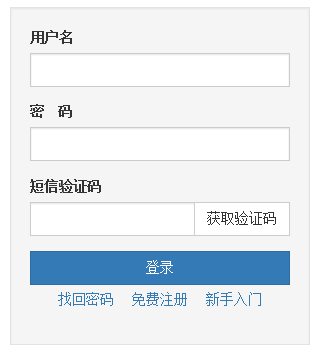 用户名
密 码
短信验证码
获取验证码
登录
找回密码 免费注册 新手入门